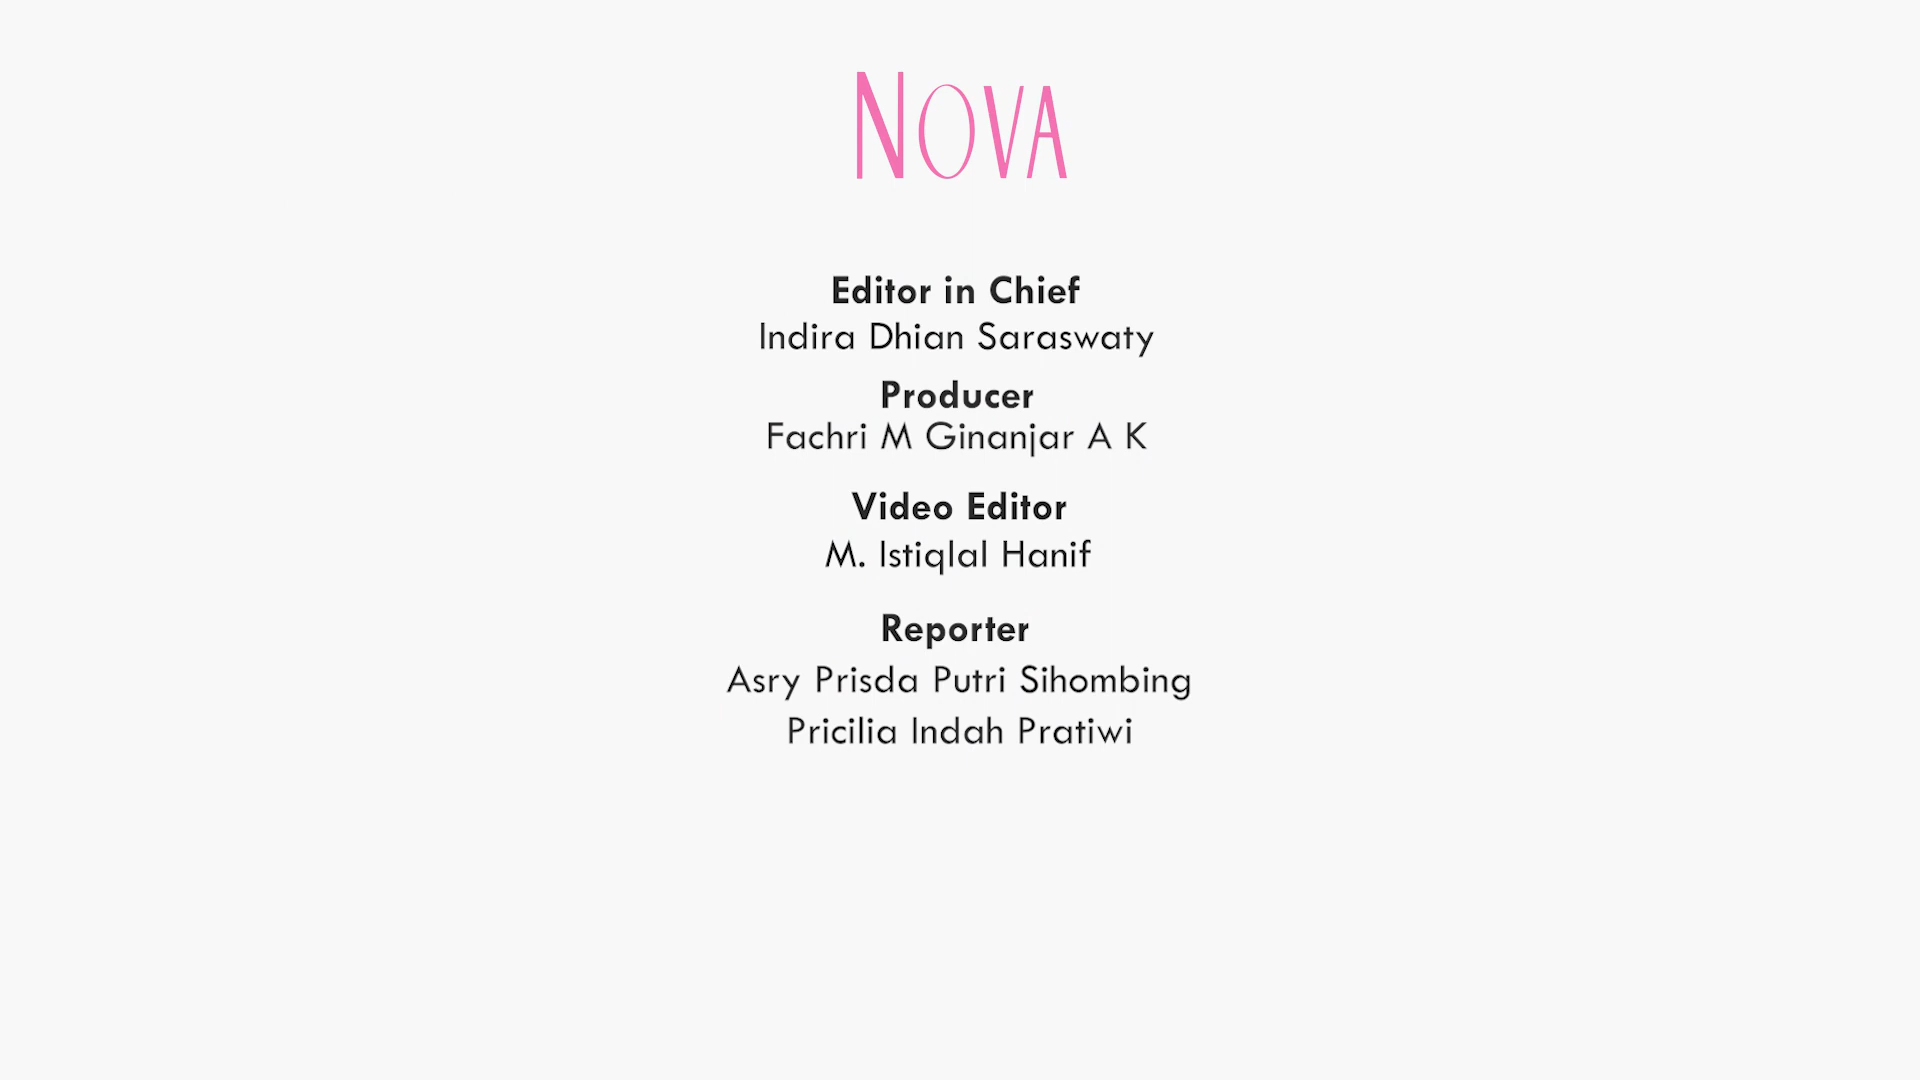 NOVA
Editor in Chief
Indira Dhian Saraswaty
Producer
Fachri M Ginanjar A K
Video Editor
M. Istiqlal Hanif
Reporter
Asry Prisda Putri Sihombing
Pricilia Indah Pratiwi